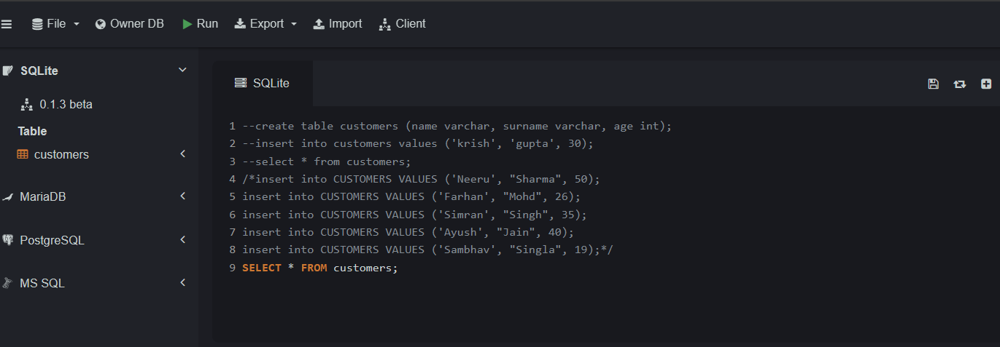 File Owner DB Run Export Import Client
SQLite
0.1.3 beta
Table
customers
MariaDB
PostgreSQL
MS SQL
SQLite
1 --create table customers (name varchar, surname varchar, age int);
2 --insert into customers values ('krish', 'gupta', 30);
3 --select * from customers;
4 /*insert into CUSTOMERS VALUES ('Neeru', "Sharma", 50);
5 insert into CUSTOMERS VALUES ('Farhan', "Mohd", 26);
6 insert into CUSTOMERS VALUES ('Simran', "Singh", 35);
7 insert into CUSTOMERS VALUES ('Ayush', "Jain", 40);
8 insert into CUSTOMERS VALUES ('Sambhav', "Singla", 19);*/
9 SELECT * FROM customers;